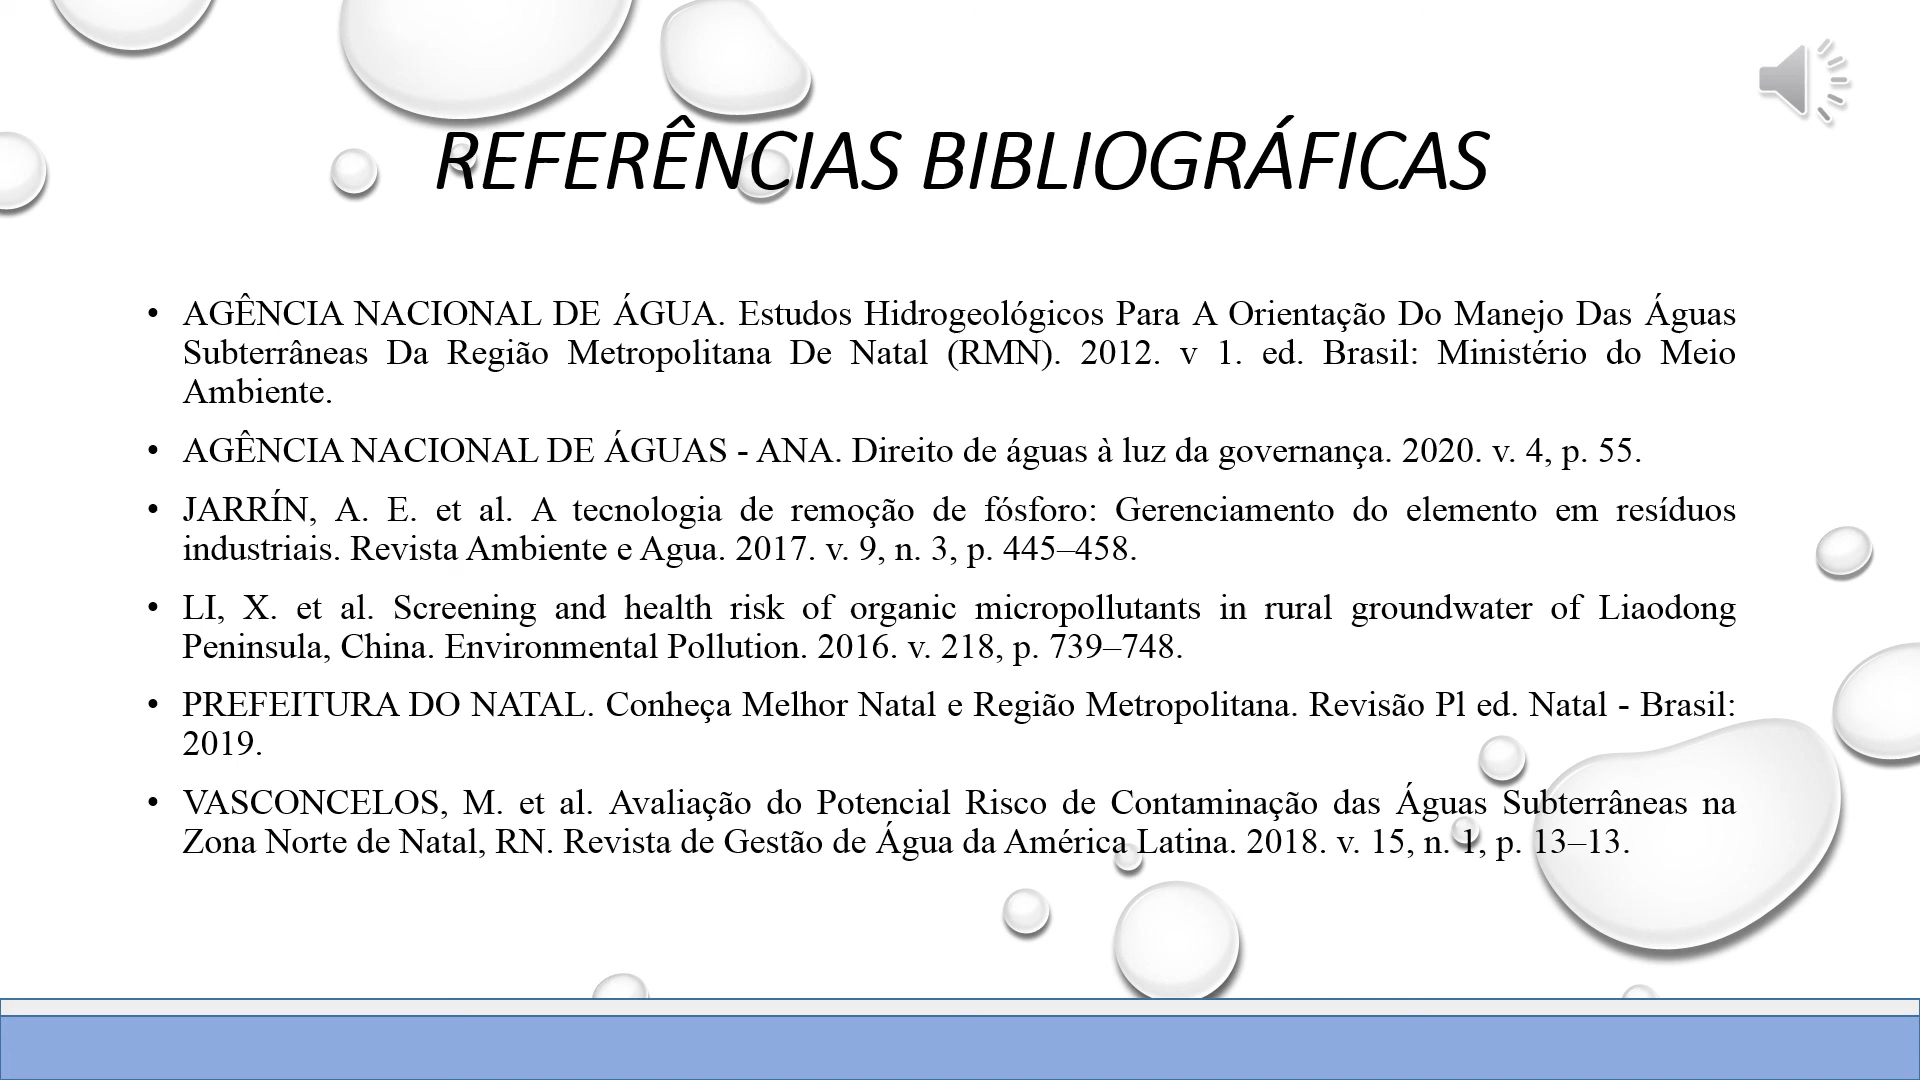 REFERÊNCIAS BIBLIOGRÁFICAS
• AGÊNCIA NACIONAL DE ÁGUA. Estudos Hidrogeológicos Para A Orientação Do Manejo Das Águas
Subterrâneas Da Região Metropolitana De Natal (RMN). 2012. v 1. ed. Brasil: Ministério do Meio
Ambiente.
• AGÊNCIA NACIONAL DE ÁGUAS - ANA. Direito de águas à luz da governança. 2020. v. 4, p. 55.
• JARRÍN, A. E. et al. A tecnologia de remoção de fósforo: Gerenciamento do elemento em resíduos
industriais. Revista Ambiente e Agua. 2017. v. 9, n. 3, p. 445–458.
• LI, X. et al. Screening and health risk of organic micropollutants in rural groundwater of Liaodong
Peninsula, China. Environmental Pollution. 2016. v. 218, p. 739–748.
• PREFEITURA DO NATAL. Conheça Melhor Natal e Região Metropolitana. Revisão Pl ed. Natal - Brasil:
2019.
• VASCONCELOS, M. et al. Avaliação do Potencial Risco de Contaminação das Águas Subterrâneas na
Zona Norte de Natal, RN. Revista de Gestão de Água da América Latina. 2018. v. 15, n. 1, p. 13–13.